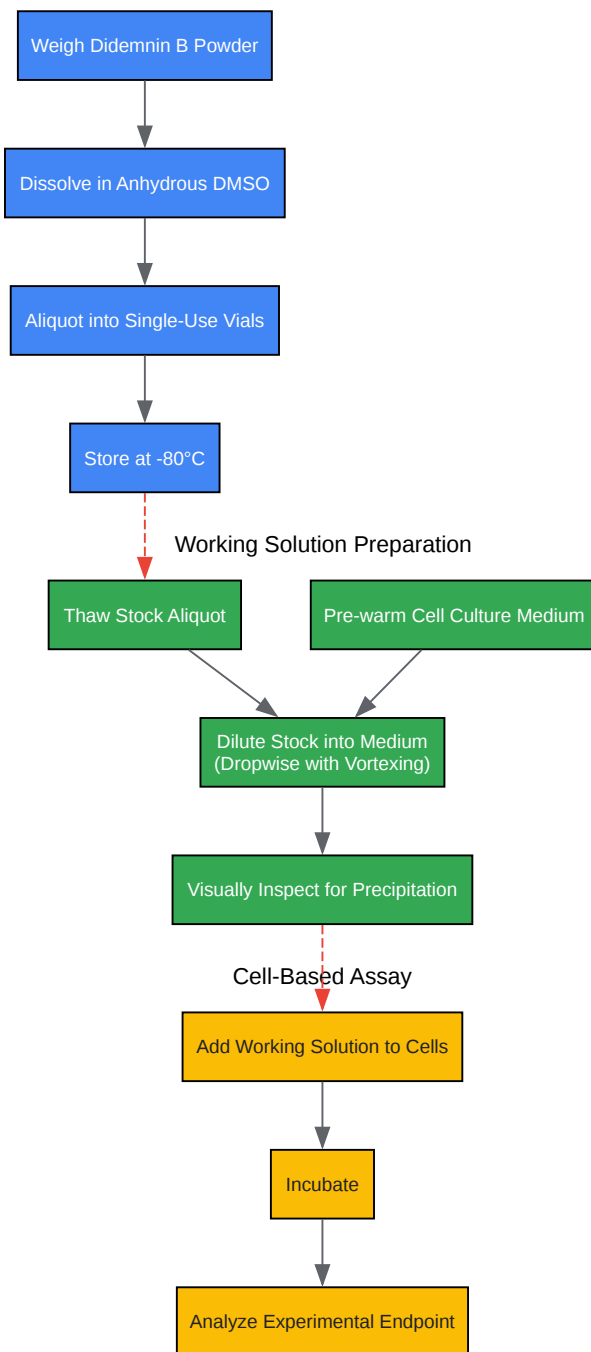 Weigh Didemnin B Powder
Dissolve in Anhydrous DMSO
Aliquot into Single-Use Vials
Store at -80°C
Working Solution Preparation
Thaw Stock Aliquot
Pre-warm Cell Culture Medium
Dilute Stock into Medium
(Dropwise with Vortexing)
Visually Inspect for Precipitation
Cell-Based Assay
Add Working Solution to Cells
Incubate
Analyze Experimental Endpoint